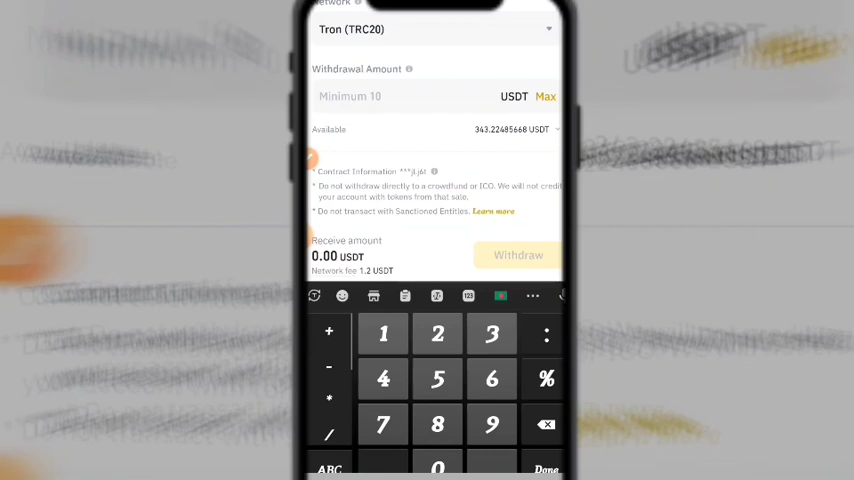 Network
Tron (TRC20)
Withdrawal Amount
Minimum 10 USDT Max
Available 343.22485668 USDT
* Contract Information ***jLj6t
* Do not withdraw directly to a crowdfund or ICO. We will not credit
your account with tokens from that sale.
* Do not transact with Sanctioned Entities. Learn more
Receive amount
0.00 USDT Withdraw
Network fee 1.2 USDT
123
+ 1 2 3 :
- 4 5 6 %
* 7 8 9
/
ABC 0 Done